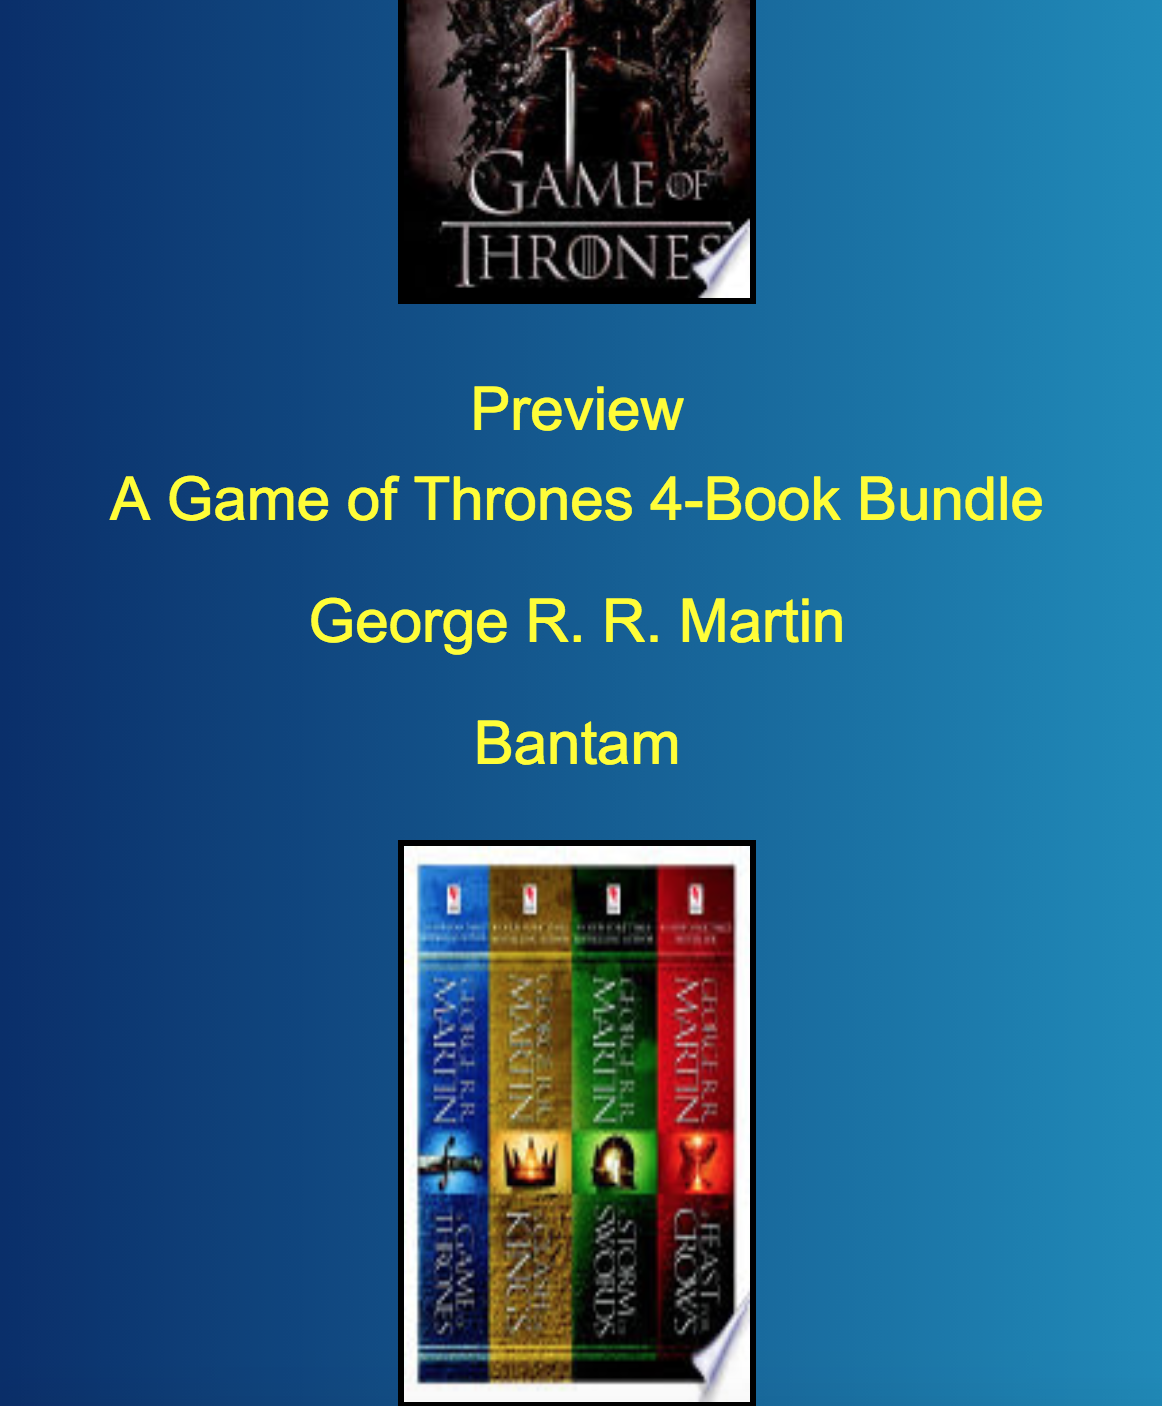 GAME OF
THRONES
Preview
A Game of Thrones 4-Book Bundle
George R. R. Martin
Bantam
GEORGE R.R.
MARTIN
A GAME OF
THRONES
GEORGE R.R.
MARTIN
A CLASH OF
KINGS
GEORGE R.R.
MARTIN
A STORM OF
SWORDS
GEORGE R.R.
MARTIN
A FEAST FOR
CROWS